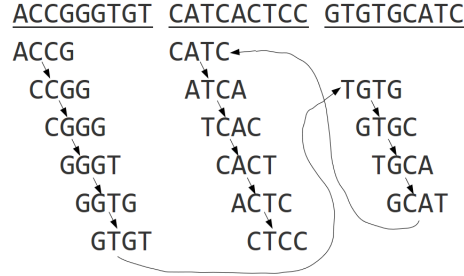 ACCGGGTGT CATCACTCC GTGTGCATC
ACCG CATC
CCGG ATCA TGTG
CGGG TCAC GTGC
GGGT CACT TGCA
GGTG ACTC GCAT
GTGT CTCC